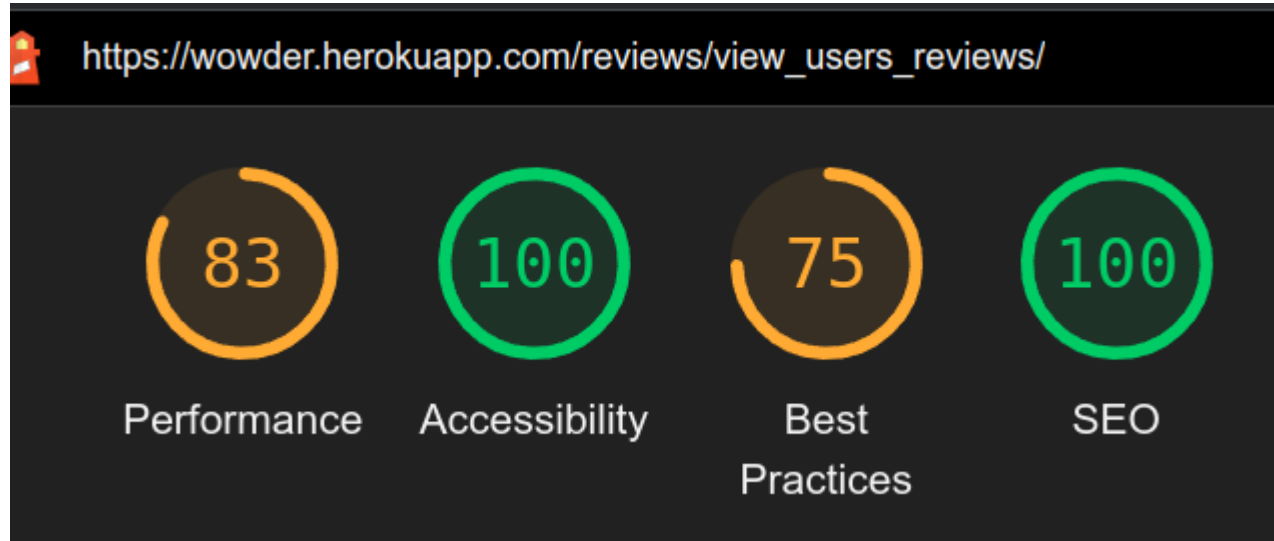 https://wowder.herokuapp.com/reviews/view_users_reviews/
83 100 75 100
Performance Accessibility Best Practices SEO